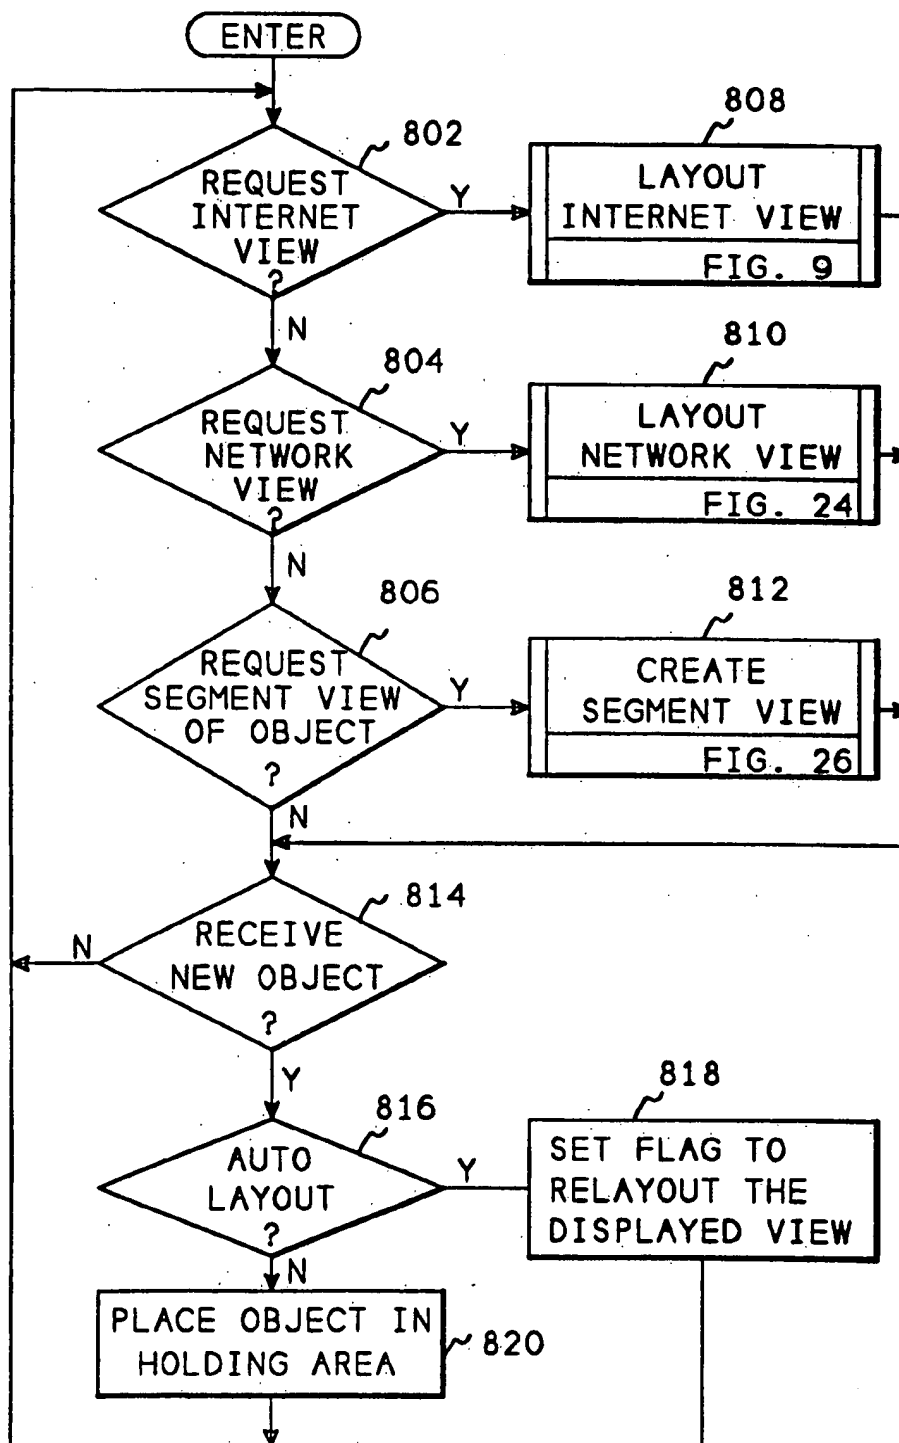 ENTER
802
REQUEST
INTERNET
VIEW
?
Y
N
808
LAYOUT
INTERNET VIEW
FIG. 9
804
REQUEST
NETWORK
VIEW
?
Y
N
810
LAYOUT
NETWORK VIEW
FIG. 24
806
REQUEST
SEGMENT VIEW
OF OBJECT
?
Y
N
812
CREATE
SEGMENT VIEW
FIG. 26
814
RECEIVE
NEW OBJECT
?
N
Y
816
AUTO
LAYOUT
?
Y
N
818
SET FLAG TO
RELAYOUT THE
DISPLAYED VIEW
PLACE OBJECT IN
HOLDING AREA
820